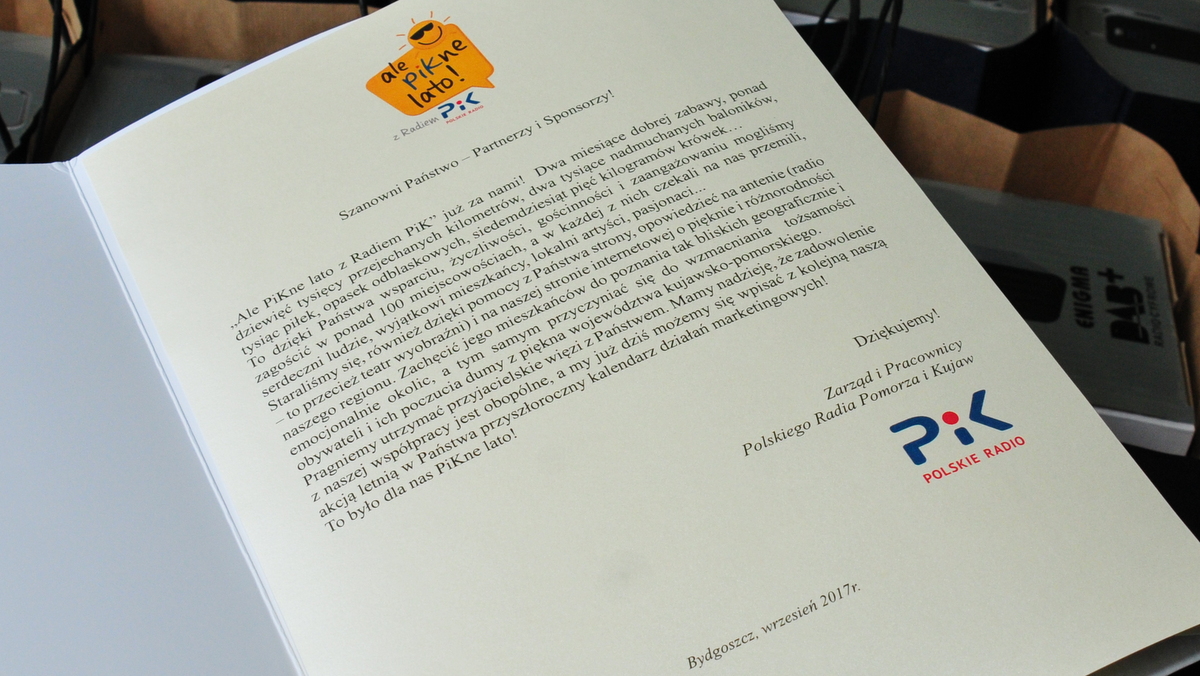 ale
piKne
lato!
z Radiem PiK
POLSKIE RADIO
Szanowni Państwo – Partnerzy i Sponsorzy!
„Ale PiKne lato z Radiem PiK” już za nami! Dwa miesiące dobrej zabawy, ponad
dziewięć tysięcy przejechanych kilometrów, dwa tysiące nadmuchanych baloników,
tysiąc piłek, opasek odblaskowych, siedemdziesiąt pięć kilogramów krówek…
To dzięki Państwa wsparciu, życzliwości, gościnności i zaangażowaniu mogliśmy
zagościć w ponad 100 miejscowościach, a w każdej z nich czekali na nas przemili,
serdeczni ludzie, wyjątkowi mieszkańcy, lokalni artyści, pasjonaci…
Staraliśmy się, również dzięki pomocy z Państwa strony, opowiedzieć na antenie (radio
– to przecież teatr wyobraźni) i na naszej stronie internetowej o pięknie i różnorodności
naszego regionu. Zachęcić jego mieszkańców do poznania tak bliskich geograficznie i
emocjonalnie okolic, a tym samym przyczyniać się do wzmacniania tożsamości
obywateli i ich poczucia dumy z piękna województwa kujawsko-pomorskiego.
Pragniemy utrzymać przyjacielskie więzi z Państwem. Mamy nadzieję, że zadowolenie
z naszej współpracy jest obopólne, a my już dziś możemy się wpisać z kolejną naszą
akcją letnią w Państwa przyszłoroczny kalendarz działań marketingowych!
To było dla nas PiKne lato!
Dziękujemy!
Zarząd i Pracownicy
Polskiego Radia Pomorza i Kujaw
PiK
POLSKIE RADIO
Bydgoszcz, wrzesień 2017r.
ENIGMA
DAB+
RADIO CYFROWE